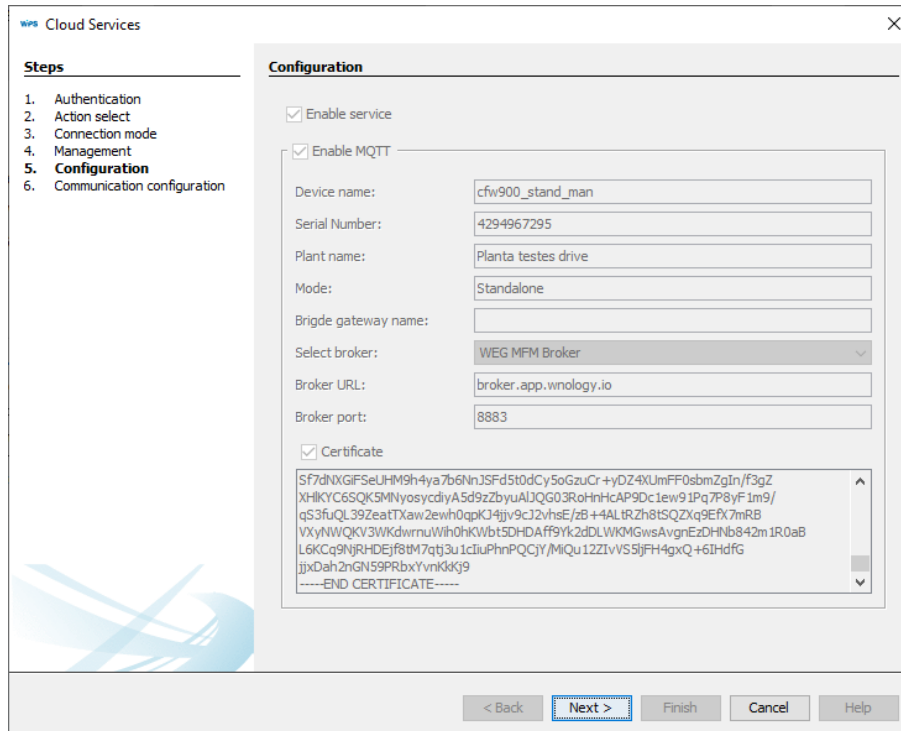 WPS Cloud Services
Steps
1. Authentication
2. Action select
3. Connection mode
4. Management
5. Configuration
6. Communication configuration
Configuration
Enable service
Enable MQTT
Device name: cfw900_stand_man
Serial Number: 4294967295
Plant name: Planta testes drive
Mode: Standalone
Brigde gateway name:
Select broker: WEG MFM Broker
Broker URL: broker.app.wnology.io
Broker port: 8883
Certificate
Sf7dNXGiFSeUHM9h4ya7b6NnJSFd5t0dCy5oGzuCr+yDZ4XUmFF0sbmZgIn/f3gZ
XHlKYC6SQK5MNyosycdiyA5d9zZbyuAlJQG03RoHnHcAP9Dc1ew91Pq7P8yF1m9/
qS3fuQL39ZeatTXaw2ewh0qpKJ4jjv9cJ2vhsE/zB+4ALtRZh8tSQZXq9EfX7mRB
VXyNWQKV3WKdwrnuWih0hKWbt5DHDAff9Yk2dDLWKMGwsAvgnEzDHNb842m1R0aB
L6KCq9NjRHDEjf8tM7qtj3u1cIiuPhnPQCjY/MiQu12ZIvVS5ljFH4gxQ+6IHdfG
jjxDah2nGN59PRbxYvnKkKj9
-----END CERTIFICATE-----
< Back Next > Finish Cancel Help